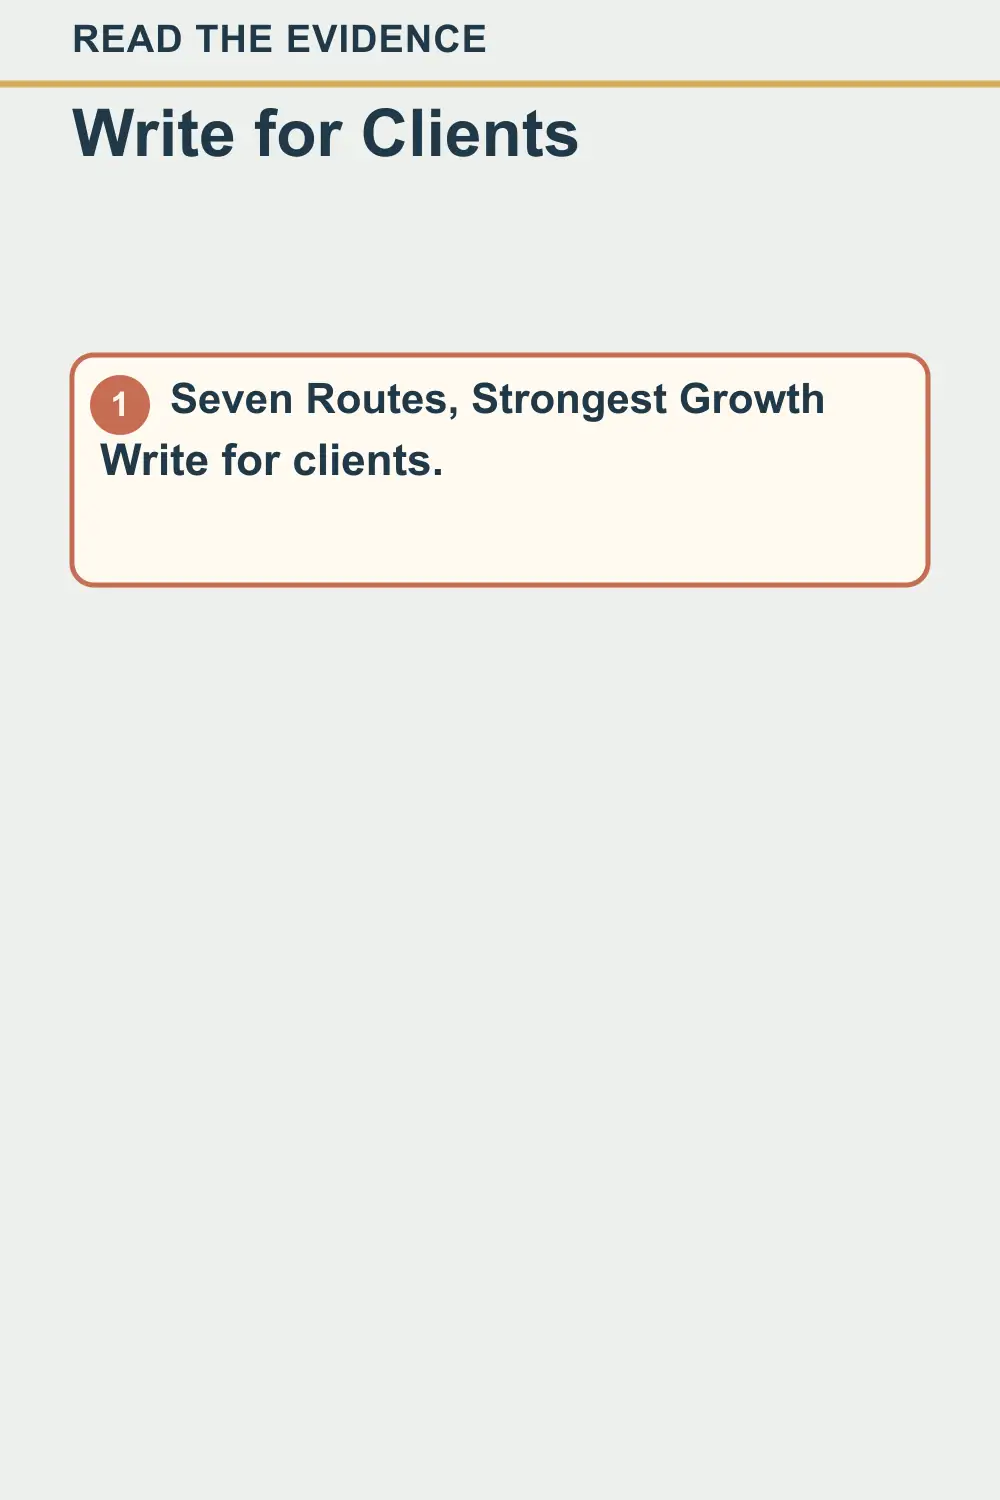 READ THE EVIDENCE
Write for Clients
1 Seven Routes, Strongest Growth
Write for clients.